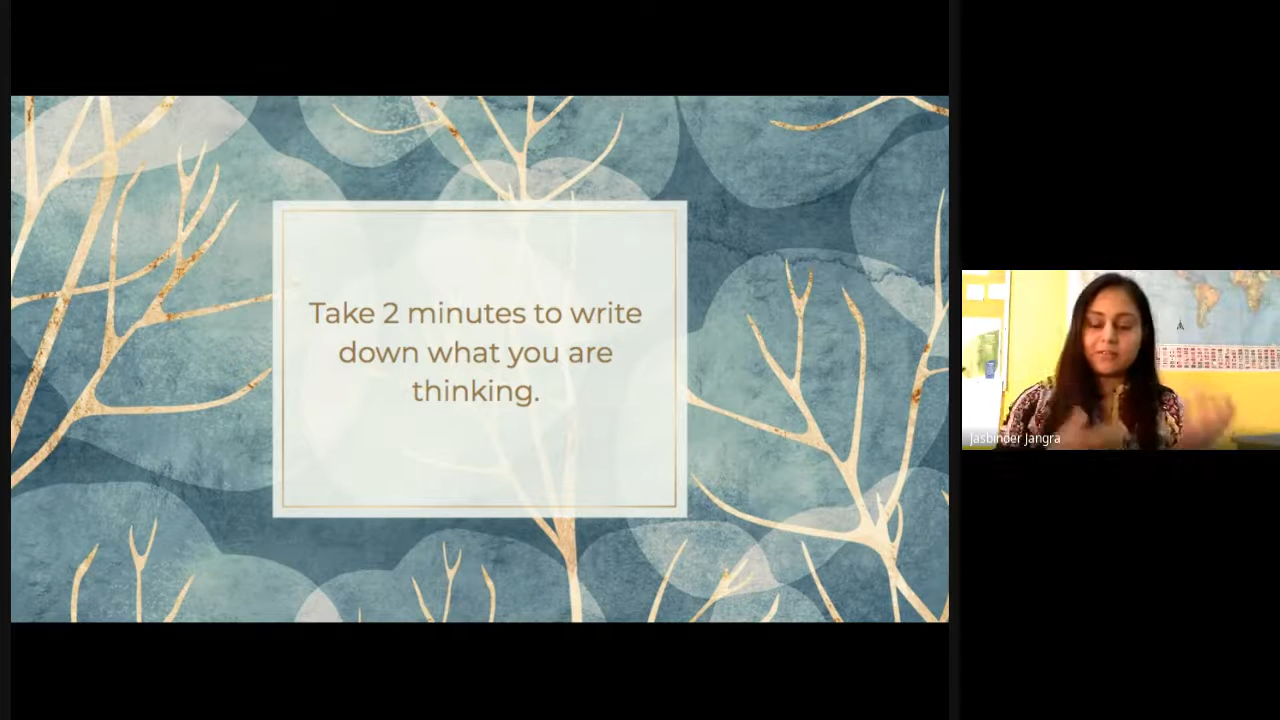 Take 2 minutes to write
down what you are
thinking.
Jasbinder Jangra